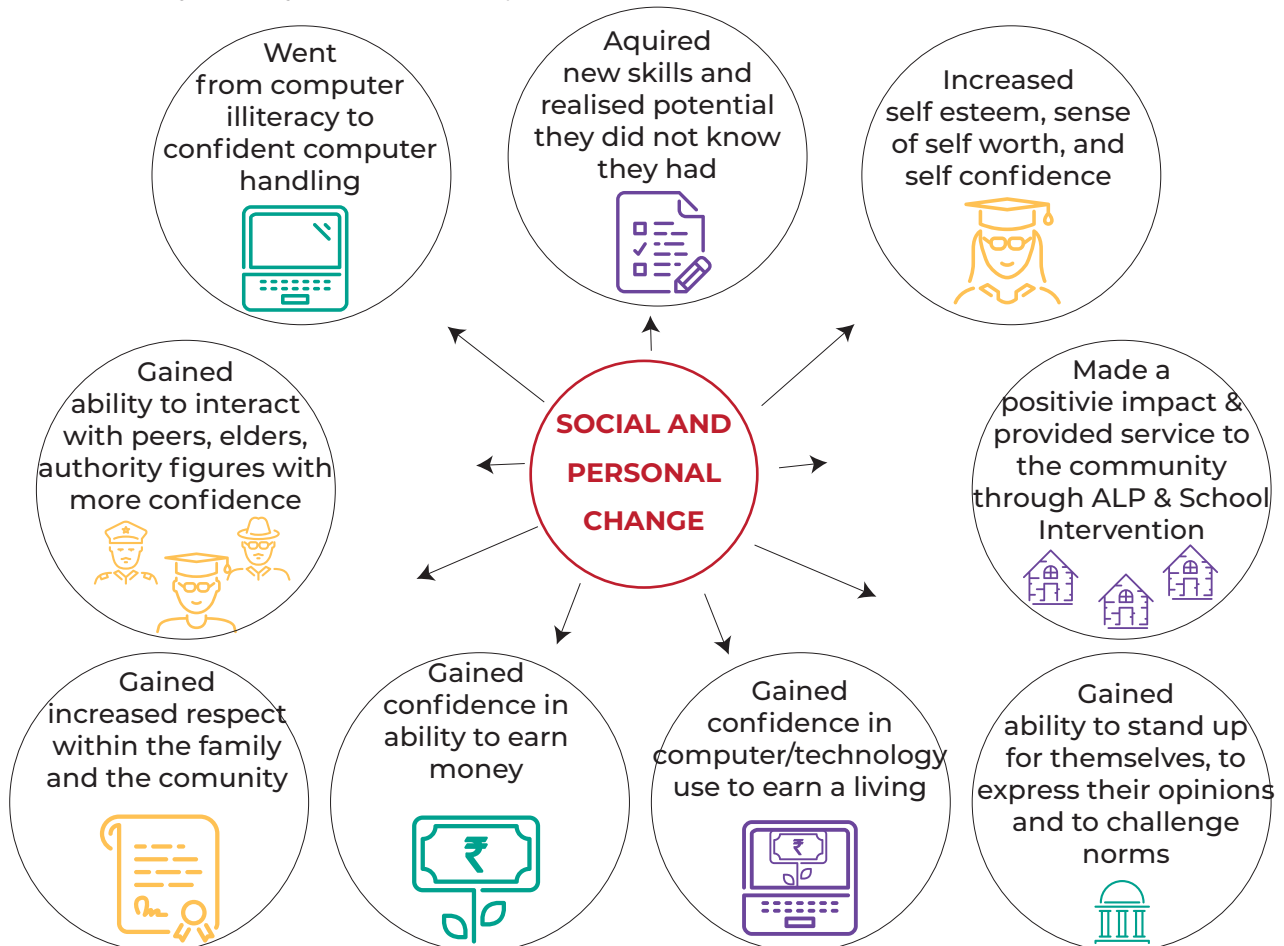 Went
from computer
illiteracy to
confident computer
handling
Aquired
new skills and
realised potential
they did not know
they had
Increased
self esteem, sense
of self worth, and
self confidence
Gained
ability to interact
with peers, elders,
authority figures with
more confidence
SOCIAL AND
PERSONAL
CHANGE
Made a
positivie impact &
provided service to
the community
through ALP & School
Intervention
Gained
increased respect
within the family
and the comunity
Gained
confidence in
ability to earn
money
₹
Gained
confidence in
computer/technology
use to earn a living
₹
Gained
ability to stand up
for themselves, to
express their opinions
and to challenge
norms